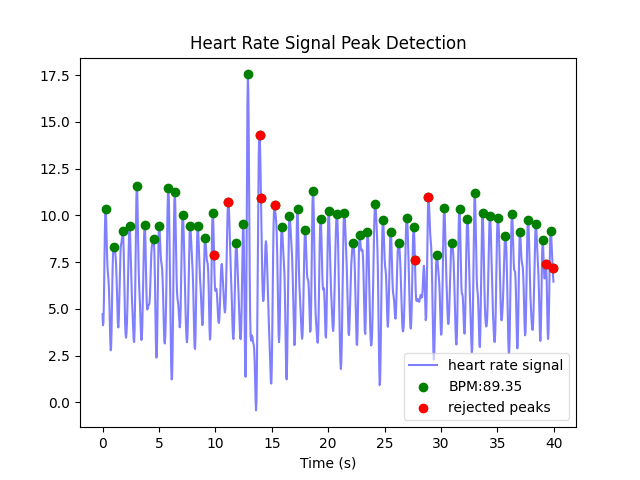 Heart Rate Signal Peak Detection
17.5
15.0
12.5
10.0
7.5
5.0
2.5
0.0
heart rate signal
BPM:89.35
rejected peaks
0 5 10 15 20 25 30 35 40
Time (s)